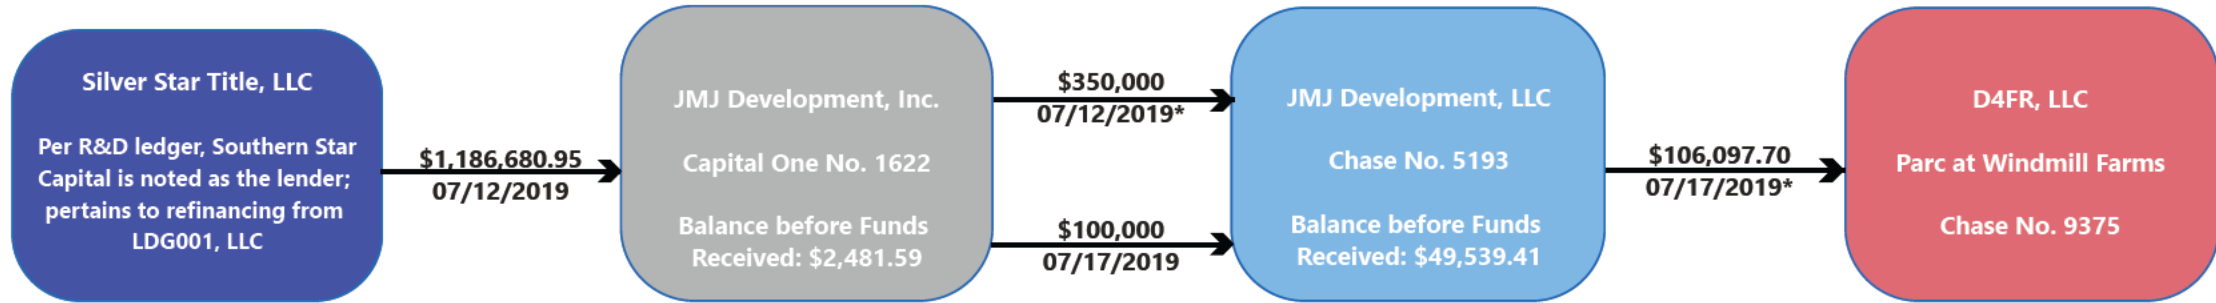 Silver Star Title, LLC
Per R&D ledger, Southern Star
Capital is noted as the lender;
pertains to refinancing from
LDG001, LLC
$1,186,680.95
07/12/2019
JMJ Development, Inc.
Capital One No. 1622
Balance before Funds
Received: $2,481.59
$350,000
07/12/2019*
$100,000
07/17/2019
JMJ Development, LLC
Chase No. 5193
Balance before Funds
Received: $49,539.41
$106,097.70
07/17/2019*
D4FR, LLC
Parc at Windmill Farms
Chase No. 9375